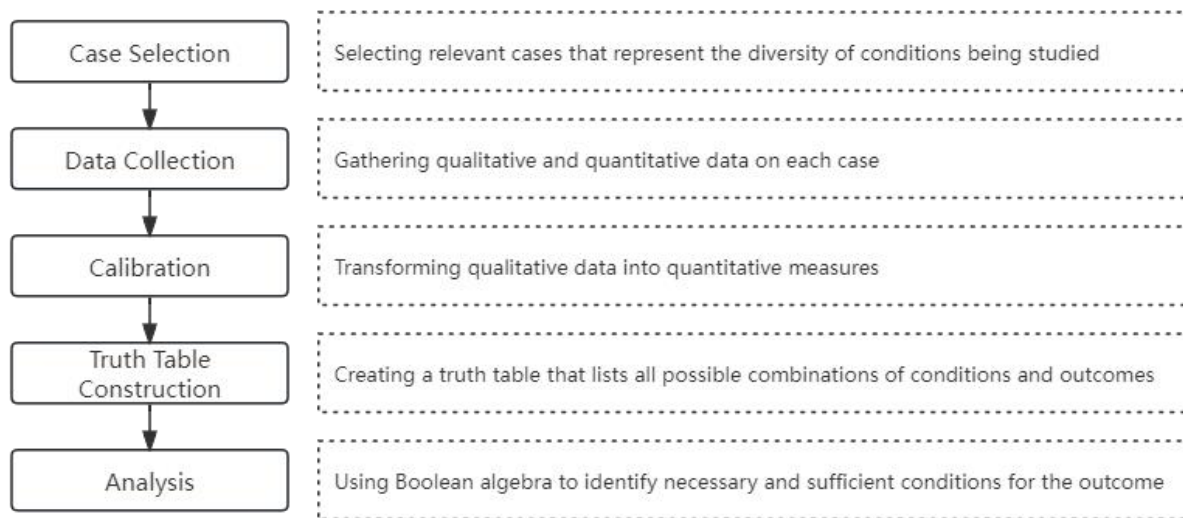 Case Selection
Selecting relevant cases that represent the diversity of conditions being studied
Data Collection
Gathering qualitative and quantitative data on each case
Calibration
Transforming qualitative data into quantitative measures
Truth Table
Construction
Creating a truth table that lists all possible combinations of conditions and outcomes
Analysis
Using Boolean algebra to identify necessary and sufficient conditions for the outcome